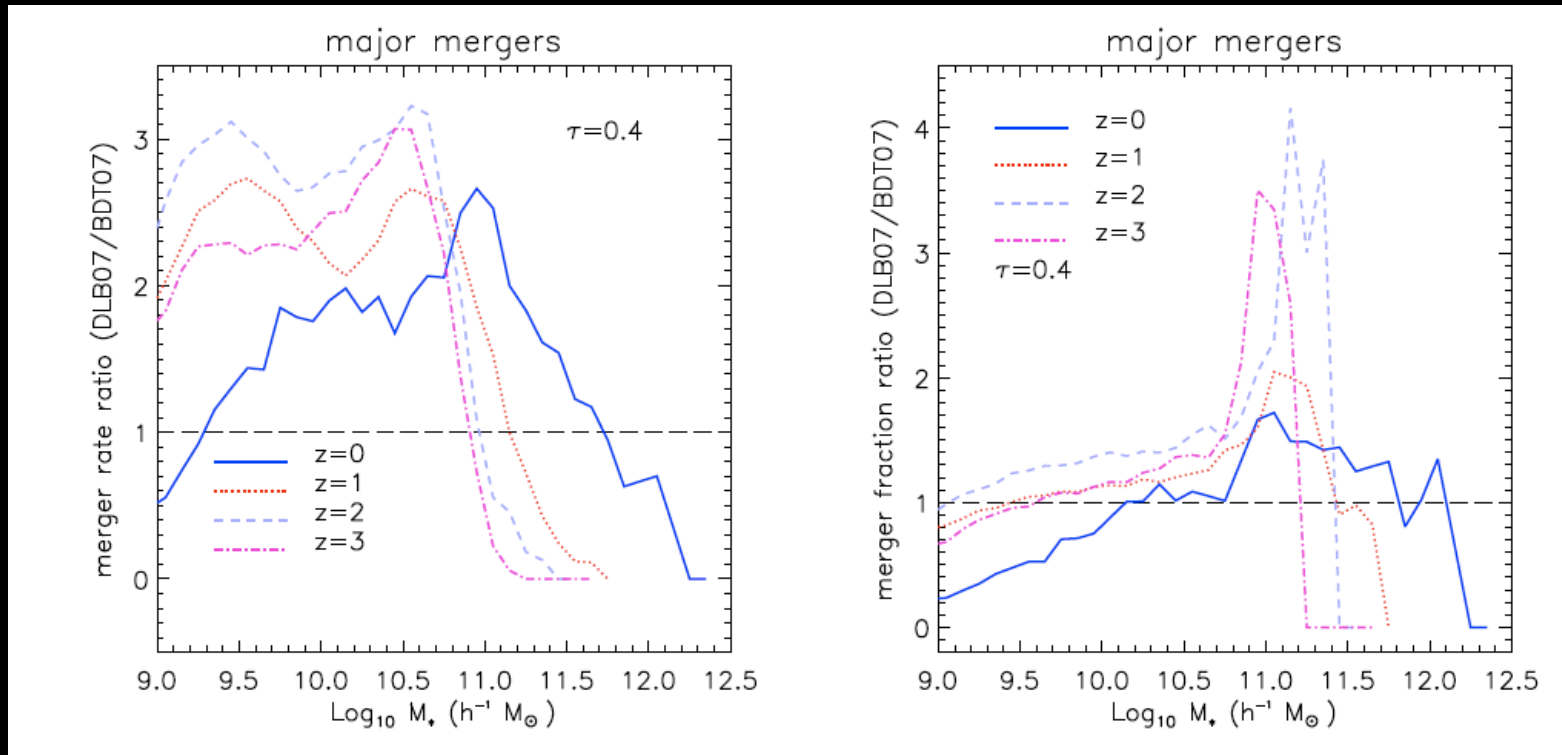 major mergers
merger rate ratio (DLB07/BDT07)
3
2
1
0
τ=0.4
z=0
z=1
z=2
z=3
9.0 9.5 10.0 10.5 11.0 11.5 12.0 12.5
Log₁₀ M⋆ (h⁻¹ M☉)
major mergers
merger fraction ratio (DLB07/BDT07)
4
3
2
1
0
z=0
z=1
z=2
z=3
τ=0.4
9.0 9.5 10.0 10.5 11.0 11.5 12.0 12.5
Log₁₀ M⋆ (h⁻¹ M☉)